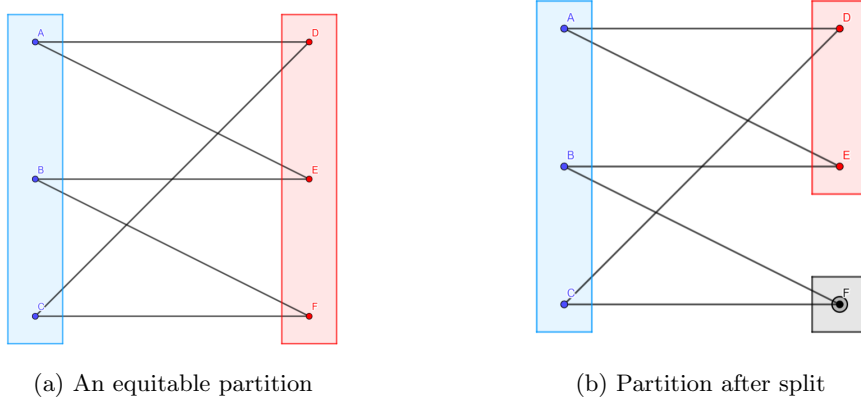 A
D
B
E
C
F
A
D
B
E
C
F
(a) An equitable partition
(b) Partition after split